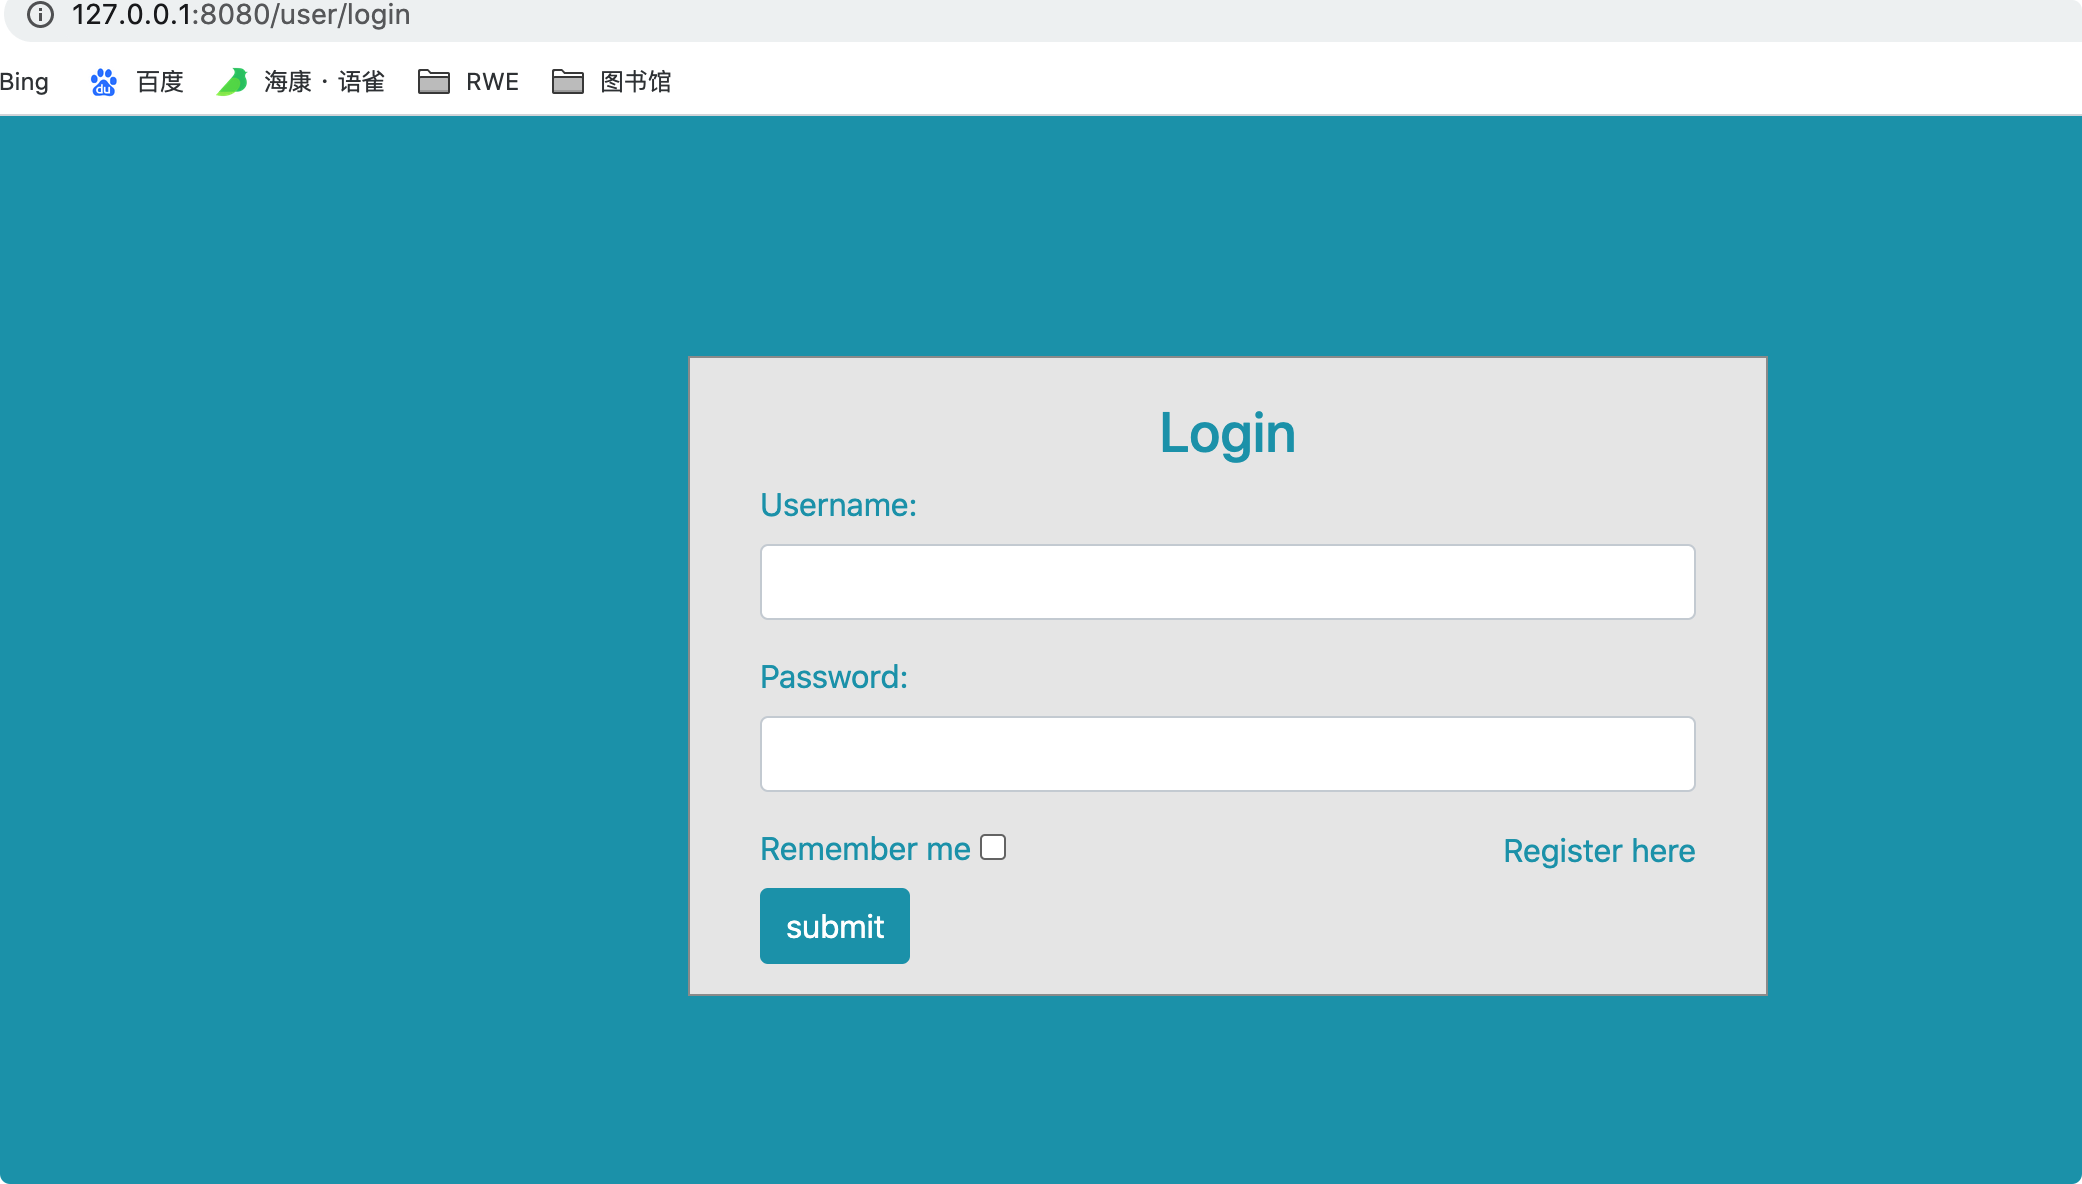 127.0.0.1:8080/user/login
Bing du 百度 海康 · 语雀 RWE 图书馆
Login
Username:
Password:
Remember me Register here
submit